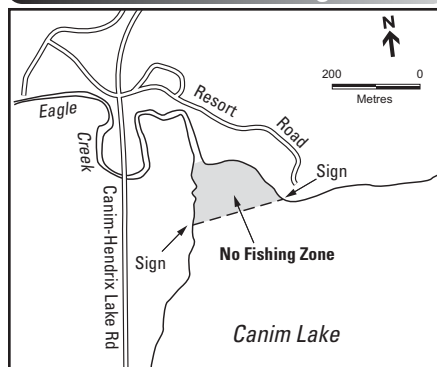 N
200 0
Metres
Eagle
Creek
Resort
Road
Sign
Canim-Hendrix Lake Rd
Sign
No Fishing Zone
Canim Lake